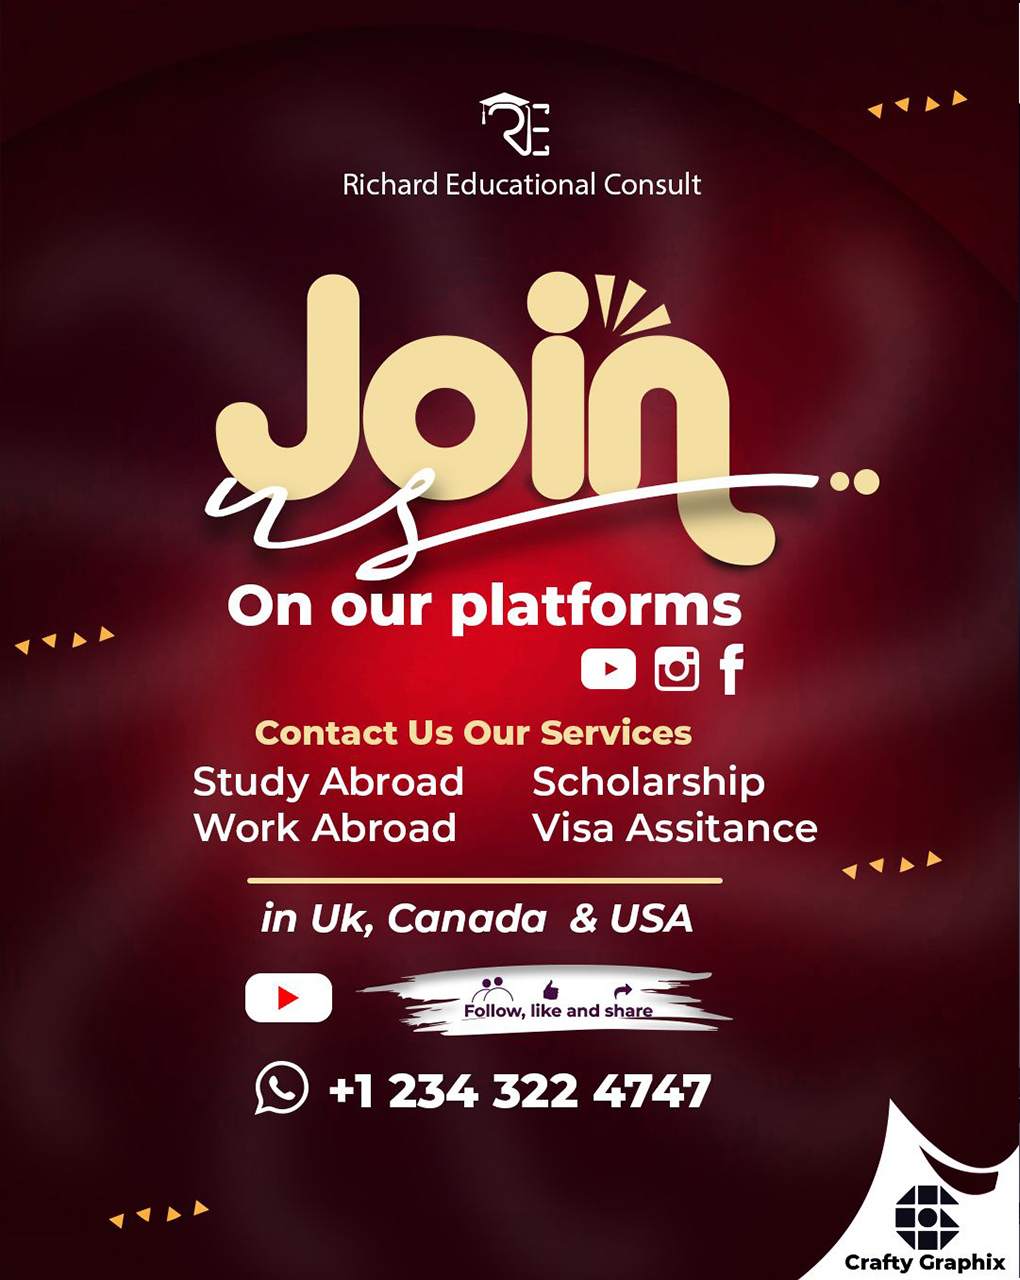 RE
Richard Educational Consult
Join
us
On our platforms
Contact Us Our Services
Study Abroad Scholarship
Work Abroad Visa Assitance
in Uk, Canada & USA
Follow, like and share
+1 234 322 4747
Crafty Graphix